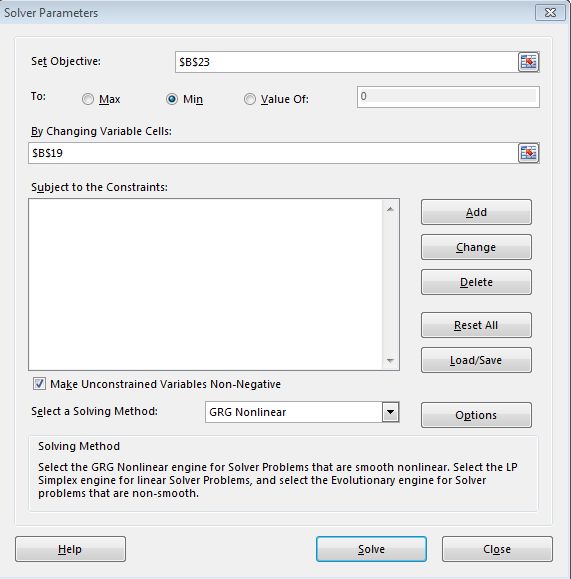 Solver Parameters
Set Objective:
$B$23
To:
Max
Min
Value Of:
0
By Changing Variable Cells:
$B$19
Subject to the Constraints:
Add
Change
Delete
Reset All
Load/Save
Make Unconstrained Variables Non-Negative
Select a Solving Method:
GRG Nonlinear
Options
Solving Method
Select the GRG Nonlinear engine for Solver Problems that are smooth nonlinear. Select the LP
Simplex engine for linear Solver Problems, and select the Evolutionary engine for Solver
problems that are non-smooth.
Help
Solve
Close